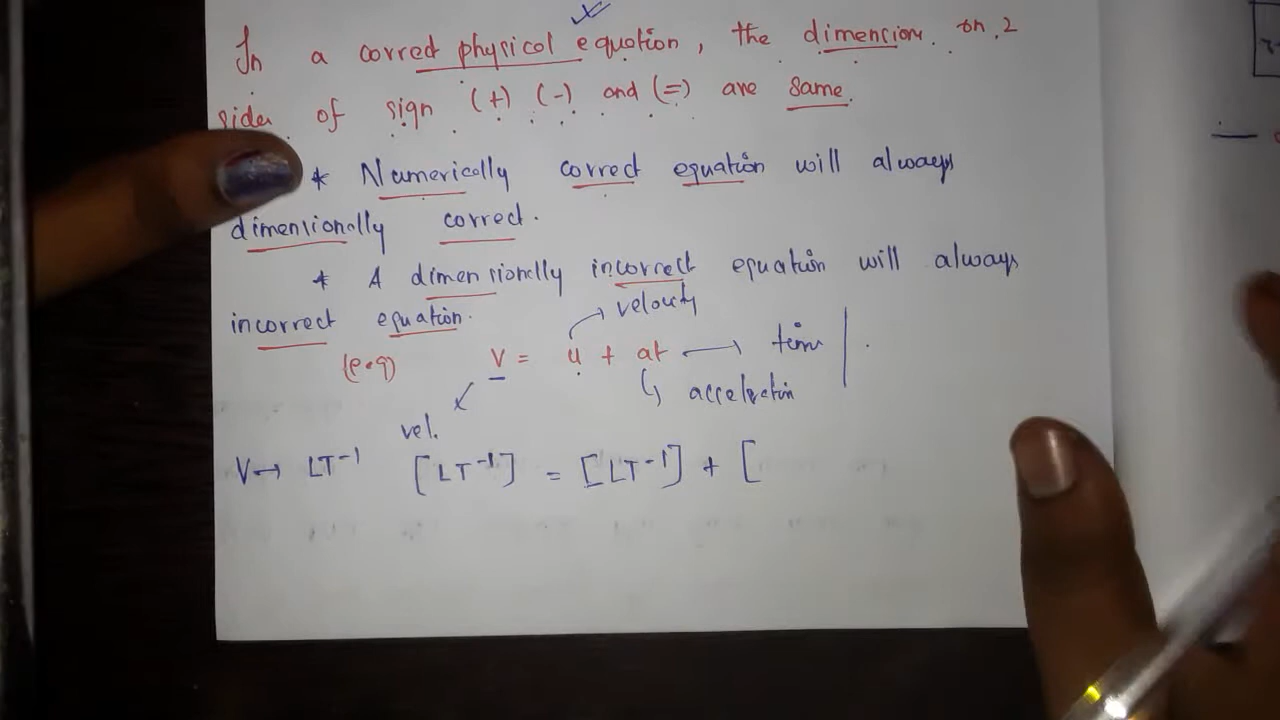 In a correct physical equation, the dimension on 2
sides of sign (+) (-) and (=) are same.
* Numerically correct equation will always
dimensionally correct.
* A dimensionally incorrect equation will always
incorrect equation.
velocity
(e.g) V = u + at → time
acceleration
vel.
V → LT⁻¹ [LT⁻¹] = [LT⁻¹] + [